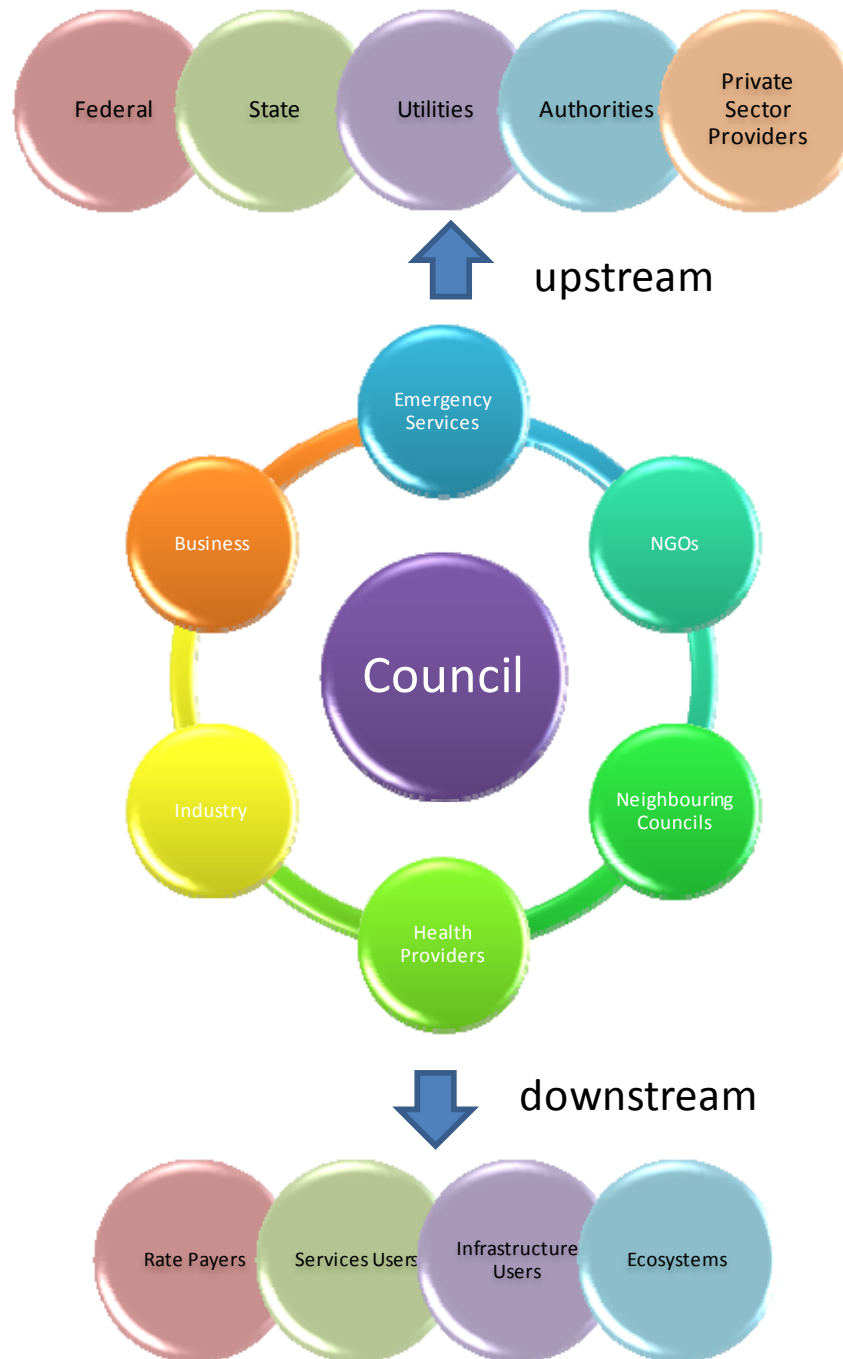 Federal
State
Utilities
Authorities
Private
Sector
Providers
upstream
Emergency
Services
Business
NGOs
Council
Industry
Neighbouring
Councils
Health
Providers
downstream
Rate Payers
Services Users
Infrastructure
Users
Ecosystems